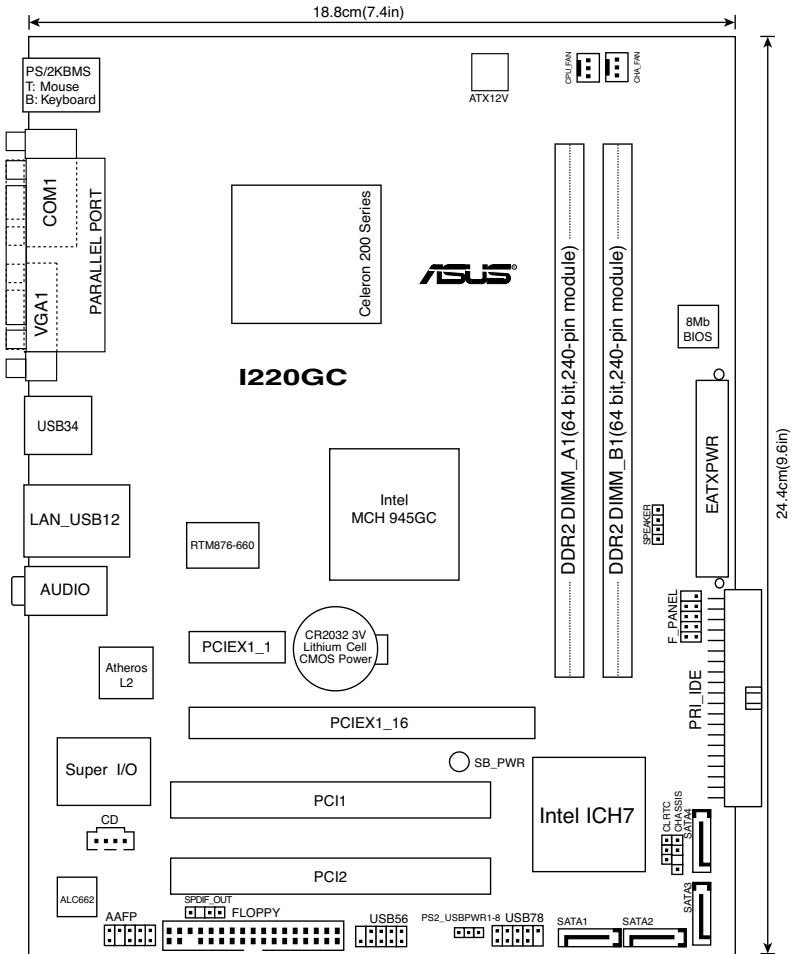 18.8cm(7.4in)
PS/2KBMS
T: Mouse
B: Keyboard
ATX12V
CPU_FAN
CHA_FAN
COM1
PARALLEL PORT
VGA1
Celeron 200 Series
ASUS
I220GC
DDR2 DIMM_A1(64 bit,240-pin module)
DDR2 DIMM_B1(64 bit,240-pin module)
8Mb
BIOS
24.4cm(9.6in)
USB34
EATXPWR
LAN_USB12
Intel
MCH 945GC
RTM876-660
SPEAKER
AUDIO
F_PANEL
PCIEX1_1
CR2032 3V
Lithium Cell
CMOS Power
Atheros
L2
PRI_IDE
PCIEX1_16
Super I/O
SB_PWR
PCI1
Intel ICH7
CLRTC
CHASSIS
SATA4
CD
PCI2
ALC662
SPDIF_OUT
AAFP
FLOPPY
USB56
PS2_USBPWR1-8
USB78
SATA1
SATA2
SATA3